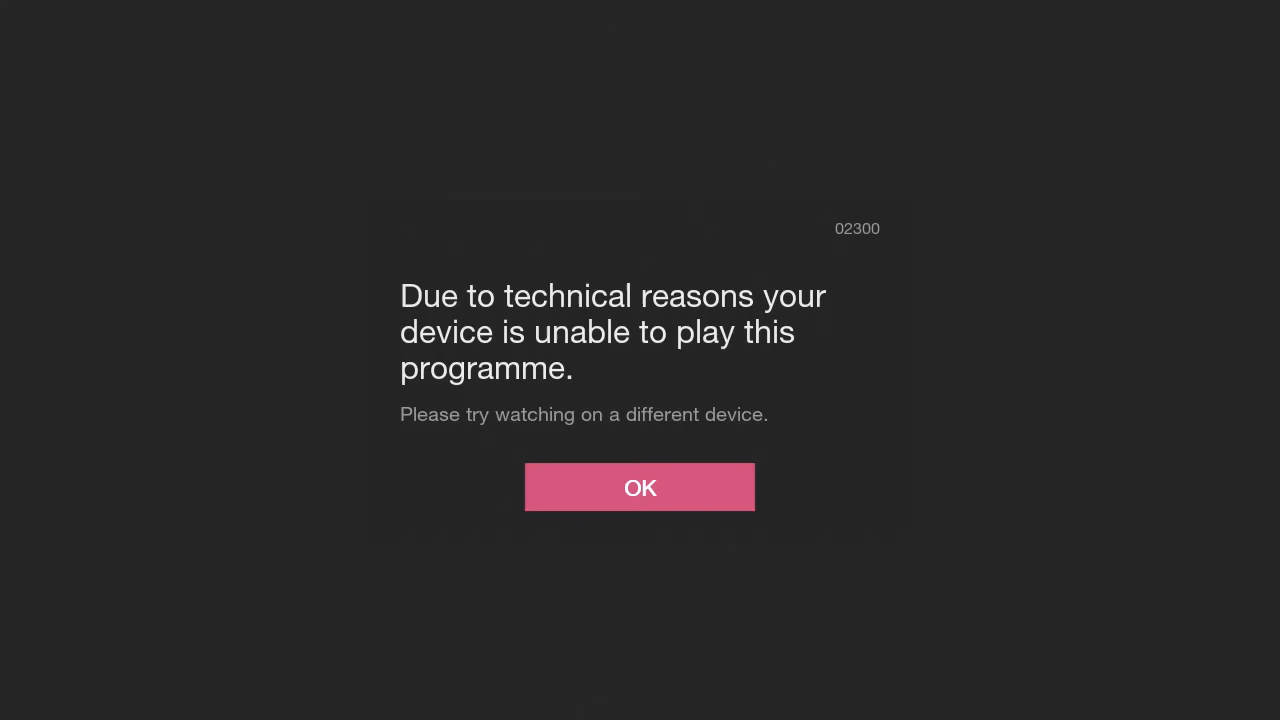 02300
Due to technical reasons your
device is unable to play this
programme.
Please try watching on a different device.
OK